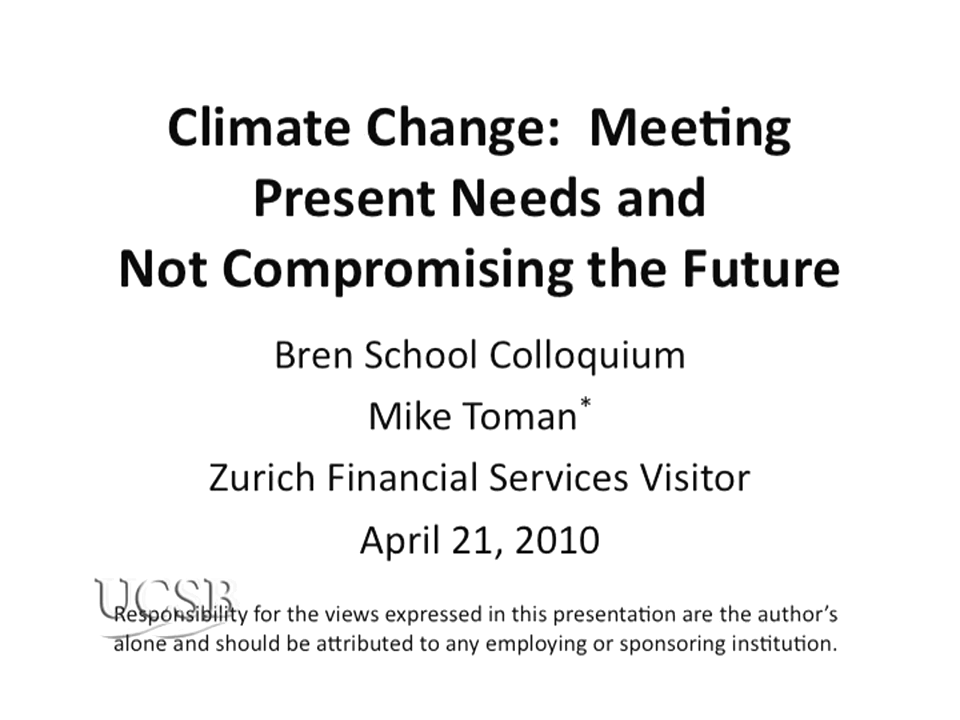 Climate Change: Meeting
Present Needs and
Not Compromising the Future
Bren School Colloquium
Mike Toman*
Zurich Financial Services Visitor
April 21, 2010
UCSB
Responsibility for the views expressed in this presentation are the author's
alone and should be attributed to any employing or sponsoring institution.